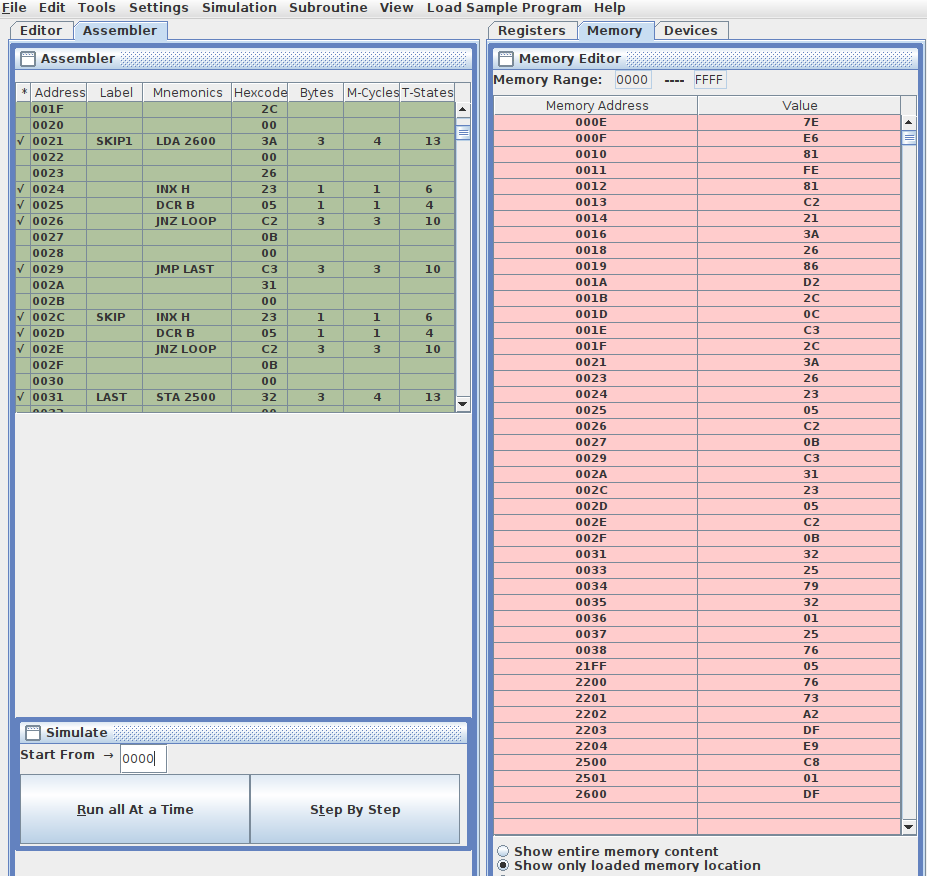 File Edit Tools Settings Simulation Subroutine View Load Sample Program Help
Editor Assembler
Assembler
* Address Label Mnemonics Hexcode Bytes M-Cycles T-States
001F 2C
0020 00
√ 0021 SKIP1 LDA 2600 3A 3 4 13
0022 00
0023 26
√ 0024 INX H 23 1 1 6
√ 0025 DCR B 05 1 1 4
√ 0026 JNZ LOOP C2 3 3 10
0027 0B
0028 00
√ 0029 JMP LAST C3 3 3 10
002A 31
002B 00
√ 002C SKIP INX H 23 1 1 6
√ 002D DCR B 05 1 1 4
√ 002E JNZ LOOP C2 3 3 10
002F 0B
0030 00
√ 0031 LAST STA 2500 32 3 4 13
Simulate
Start From → 0000
Run all At a Time Step By Step
Registers Memory Devices
Memory Editor
Memory Range: 0000 ---- FFFF
Memory Address Value
000E 7E
000F E6
0010 81
0011 FE
0012 81
0013 C2
0014 21
0016 3A
0018 26
0019 86
001A D2
001B 2C
001D 0C
001E C3
001F 2C
0021 3A
0023 26
0024 23
0025 05
0026 C2
0027 0B
0029 C3
002A 31
002C 23
002D 05
002E C2
002F 0B
0031 32
0033 25
0034 79
0035 32
0036 01
0037 25
0038 76
21FF 05
2200 76
2201 73
2202 A2
2203 DF
2204 E9
2500 C8
2501 01
2600 DF
Show entire memory content
Show only loaded memory location